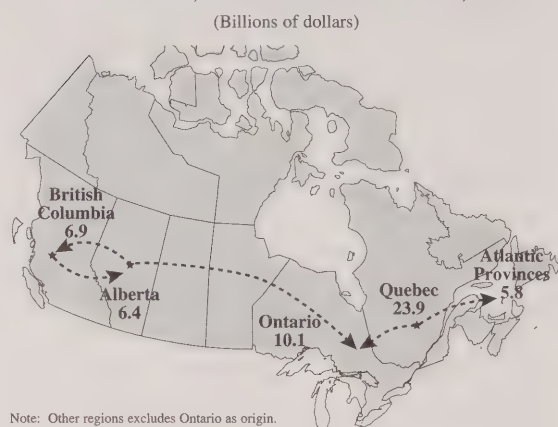 (Billions of dollars)
British
Columbia
6.9
Alberta
6.4
Ontario
10.1
Quebec
23.9
Atlantic
Provinces
5.8
Note: Other regions excludes Ontario as origin.